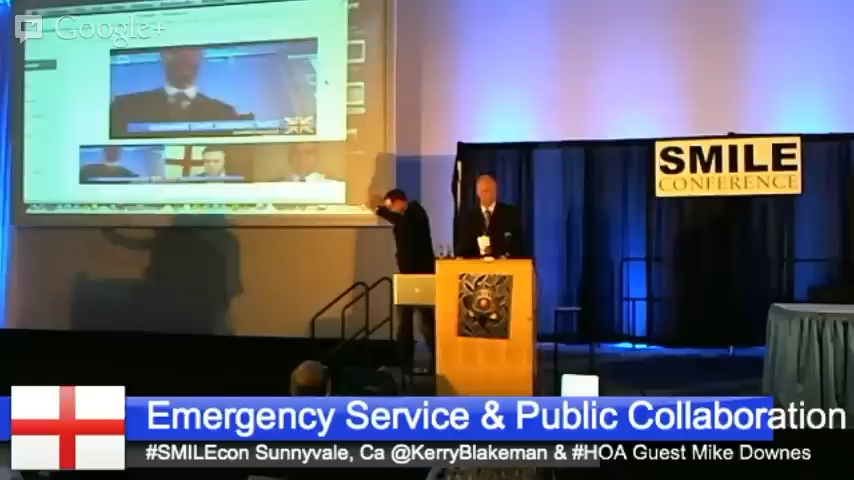 Google+
SMILE
CONFERENCE
Emergency Service & Public Collaboration
#SMILEcon Sunnyvale, Ca @KerryBlakeman & #HOA Guest Mike Downes